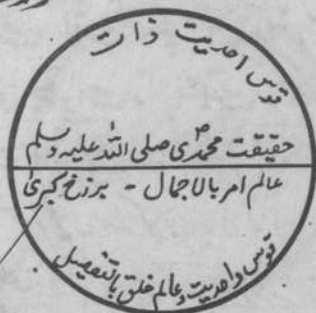 قوس احدیت ذات
حقیقت محمدی صلی اللہ علیہ وسلم
عالم امر بالاجمال - برزخ کبریٰ
قوس واحدیت و عالم خلق بالتفصیل